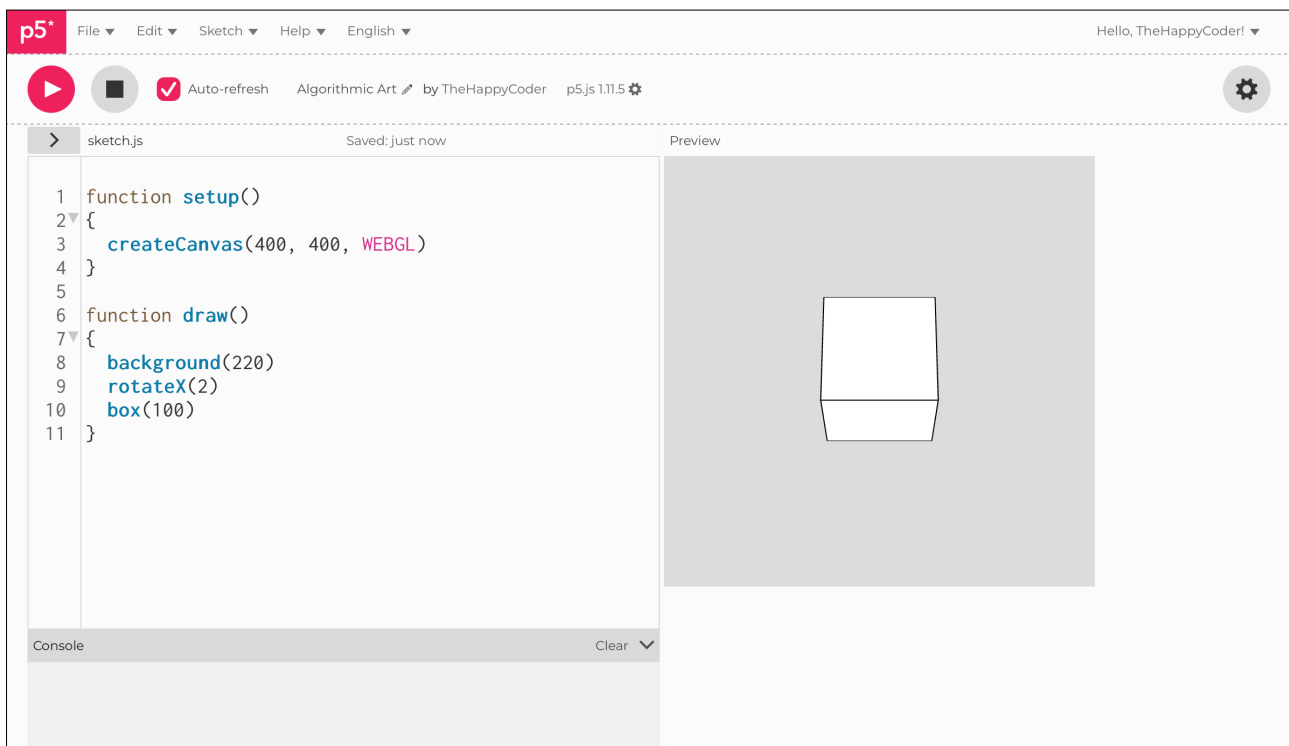 p5* File Edit Sketch Help English Hello, TheHappyCoder!
Auto-refresh Algorithmic Art by TheHappyCoder p5.js 1.11.5
sketch.js Saved: just now Preview
1 function setup()
2 {
3 createCanvas(400, 400, WEBGL)
4 }
5
6 function draw()
7 {
8 background(220)
9 rotateX(2)
10 box(100)
11 }
Console Clear